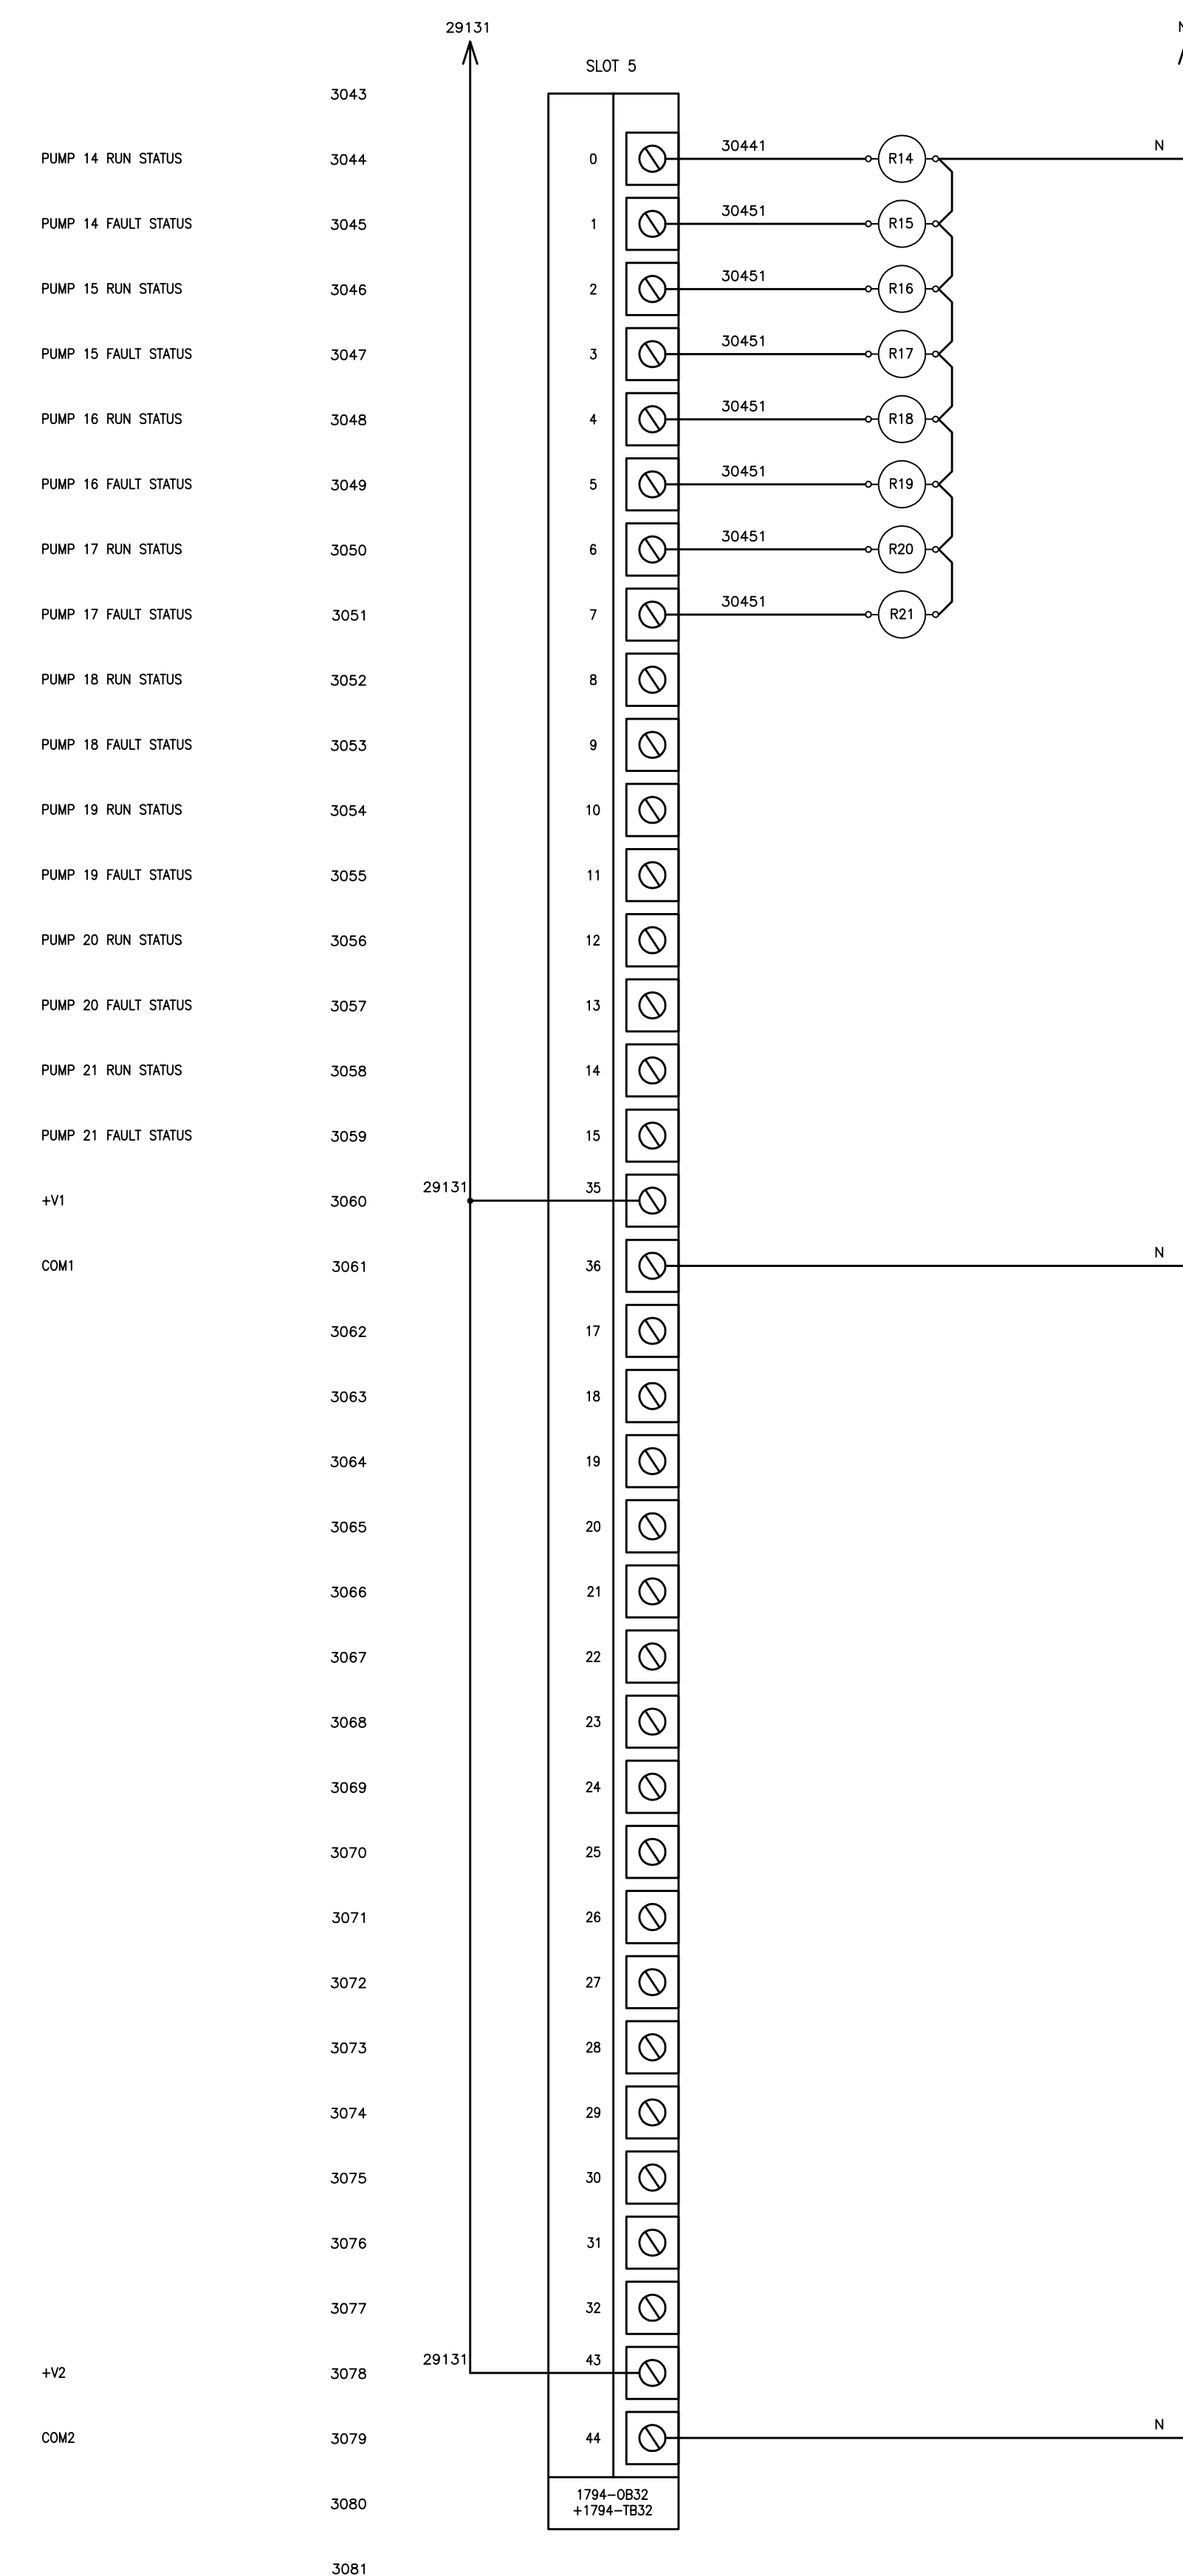 29131 N
SLOT 5
3043
PUMP 14 RUN STATUS 3044 0 30441 R14 N
PUMP 14 FAULT STATUS 3045 1 30451 R15
PUMP 15 RUN STATUS 3046 2 30451 R16
PUMP 15 FAULT STATUS 3047 3 30451 R17
PUMP 16 RUN STATUS 3048 4 30451 R18
PUMP 16 FAULT STATUS 3049 5 30451 R19
PUMP 17 RUN STATUS 3050 6 30451 R20
PUMP 17 FAULT STATUS 3051 7 30451 R21
PUMP 18 RUN STATUS 3052 8
PUMP 18 FAULT STATUS 3053 9
PUMP 19 RUN STATUS 3054 10
PUMP 19 FAULT STATUS 3055 11
PUMP 20 RUN STATUS 3056 12
PUMP 20 FAULT STATUS 3057 13
PUMP 21 RUN STATUS 3058 14
PUMP 21 FAULT STATUS 3059 15
+V1 3060 29131 35
COM1 3061 36 N
3062 17
3063 18
3064 19
3065 20
3066 21
3067 22
3068 23
3069 24
3070 25
3071 26
3072 27
3073 28
3074 29
3075 30
3076 31
3077 32
+V2 3078 29131 43
COM2 3079 44 N
1794-OB32
3080
+1794-TB32
3081